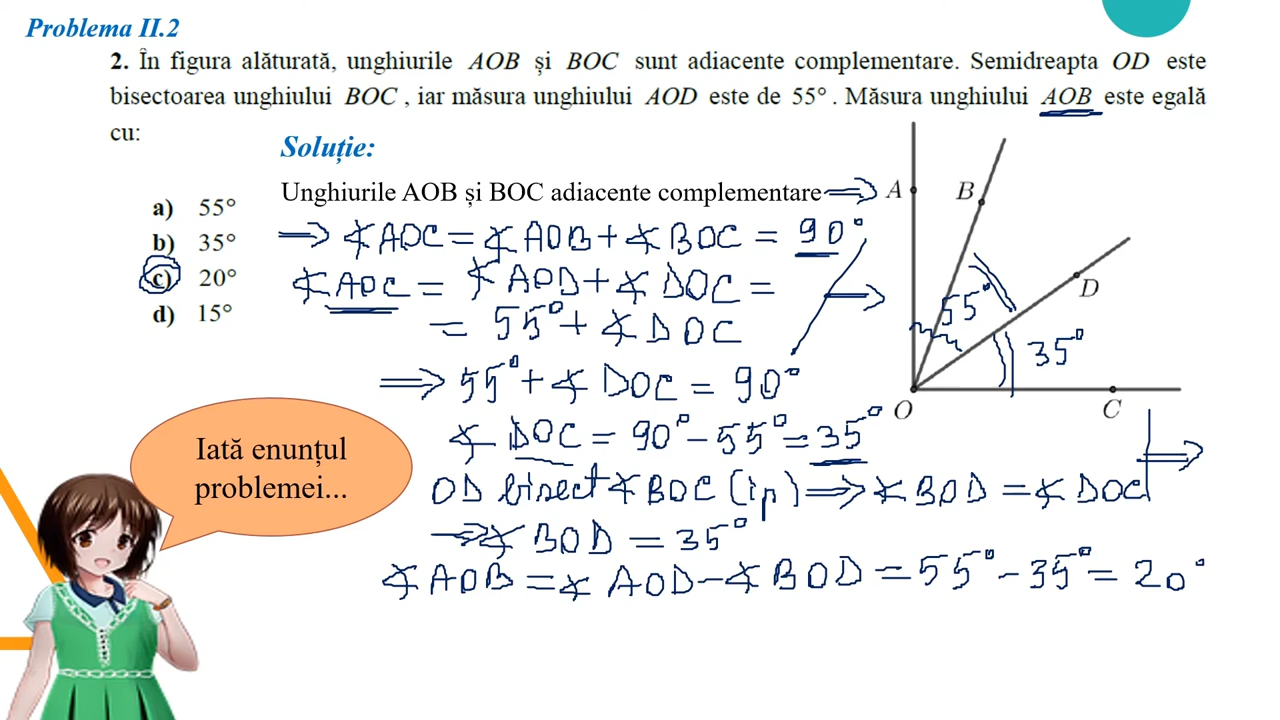 Problema II.2
2. În figura alăturată, unghiurile AOB și BOC sunt adiacente complementare. Semidreapta OD este
bisectoarea unghiului BOC , iar măsura unghiului AOD este de 55° . Măsura unghiului AOB este egală
cu:
a) 55°
b) 35°
c) 20°
d) 15°
Soluție:
Unghiurile AOB și BOC adiacente complementare ⟹
⟹ ∢AOC = ∢AOB + ∢BOC = 90°
∢AOC = ∢AOD + ∢DOC = ⟹
= 55° + ∢DOC
⟹ 55° + ∢DOC = 90°
∢DOC = 90° - 55° = 35°
OD bisect ∢BOC (ip) ⟹ ∢BOD = ∢DOC ⟹
⟹ ∢BOD = 35°
∢AOB = ∢AOD - ∢BOD = 55° - 35° = 20°
A
B
D
55°
35°
O
C
Iată enunțul
problemei...